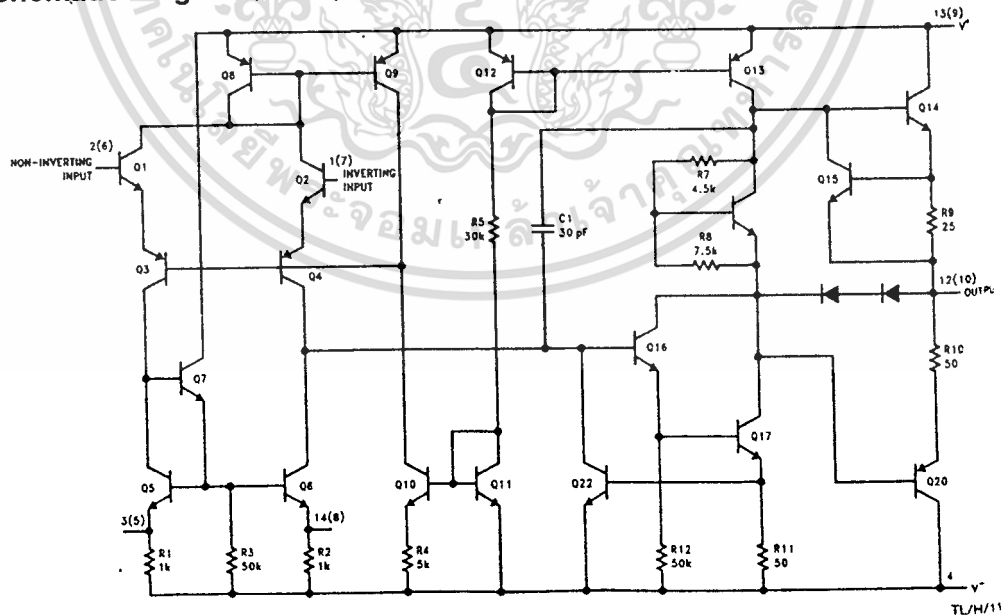 13(9)
V+
Q8
Q9
Q12
Q13
Q14
2(6)
NON-INVERTING
INPUT
Q1
1(7)
INVERTING
INPUT
Q2
R7
4.5k
Q15
R5
30k
C1
30 pF
R9
25
R8
7.5k
Q3
Q4
12(10)
Q16
R10
50
Q7
Q17
Q5
Q6
Q10
Q11
Q22
Q20
3(5)
14(8)
R1
1k
R3
50k
R2
1k
R4
5k
R12
50k
R11
50
4
V-
TL/H/11